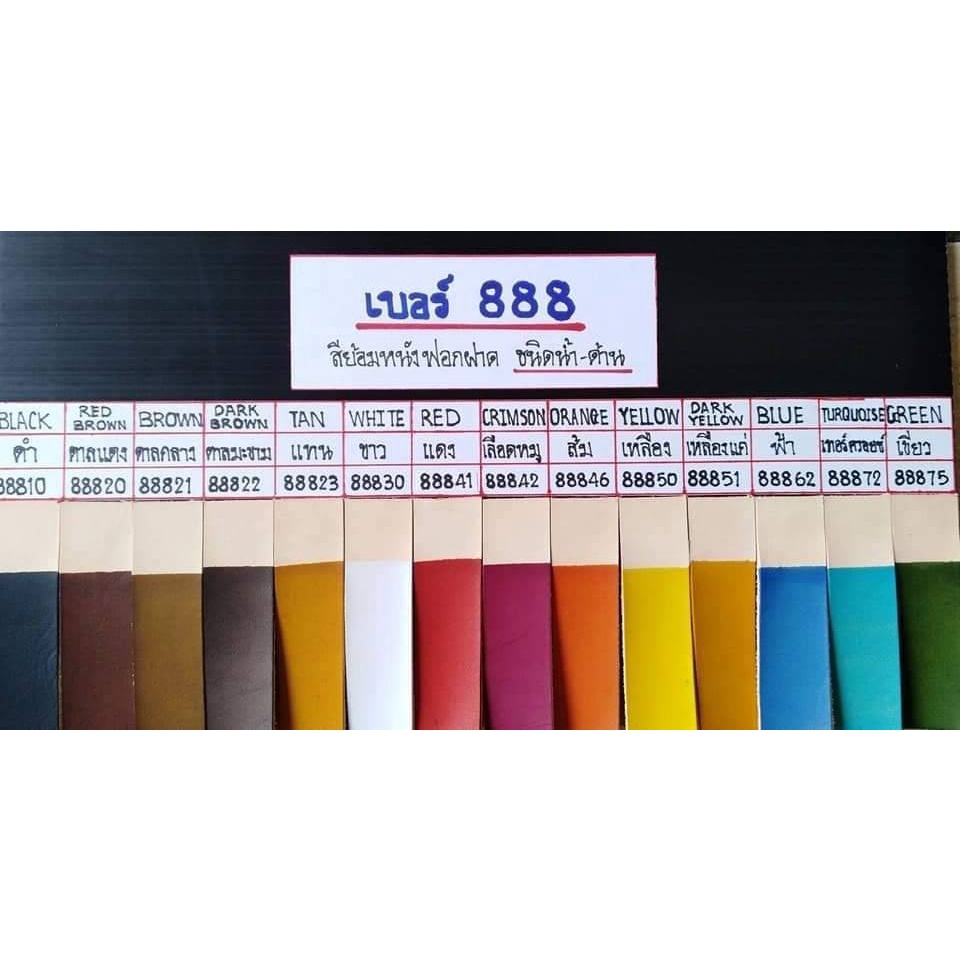 เบอร์ 888
สีย้อมหนังฟอกฝาด ชนิดน้ำ-ด้าน
BLACK RED BROWN BROWN DARK BROWN TAN WHITE RED CRIMSON ORANGE YELLOW DARK YELLOW BLUE TURQUOISE GREEN
ดำ ตาลแดง ตาลกลาง ตาลมะขาม แทน ขาว แดง เลือดหมู ส้ม เหลือง เหลืองแก่ ฟ้า เทอร์ควอยซ์ เขียว
88810 88820 88821 88822 88823 88830 88841 88842 88846 88850 88851 88862 88872 88875